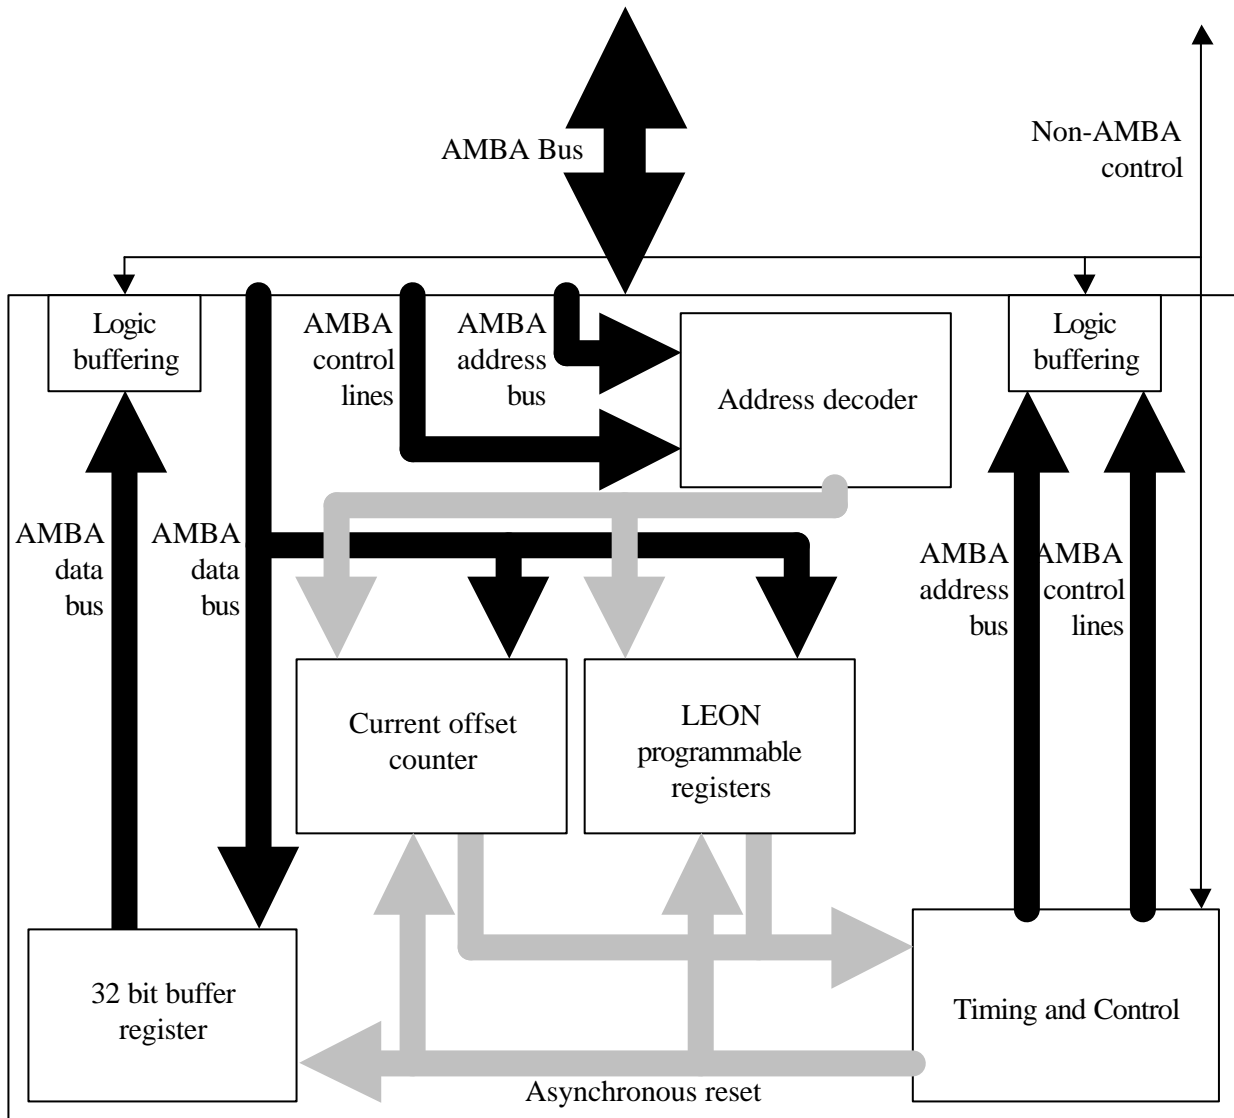 AMBA Bus
Non-AMBA
control
Logic
buffering
AMBA
control
lines
AMBA
address
bus
Address decoder
Logic
buffering
AMBA
data
bus
AMBA
data
bus
AMBA
address
bus
AMBA
control
lines
Current offset
counter
LEON
programmable
registers
32 bit buffer
register
Timing and Control
Asynchronous reset